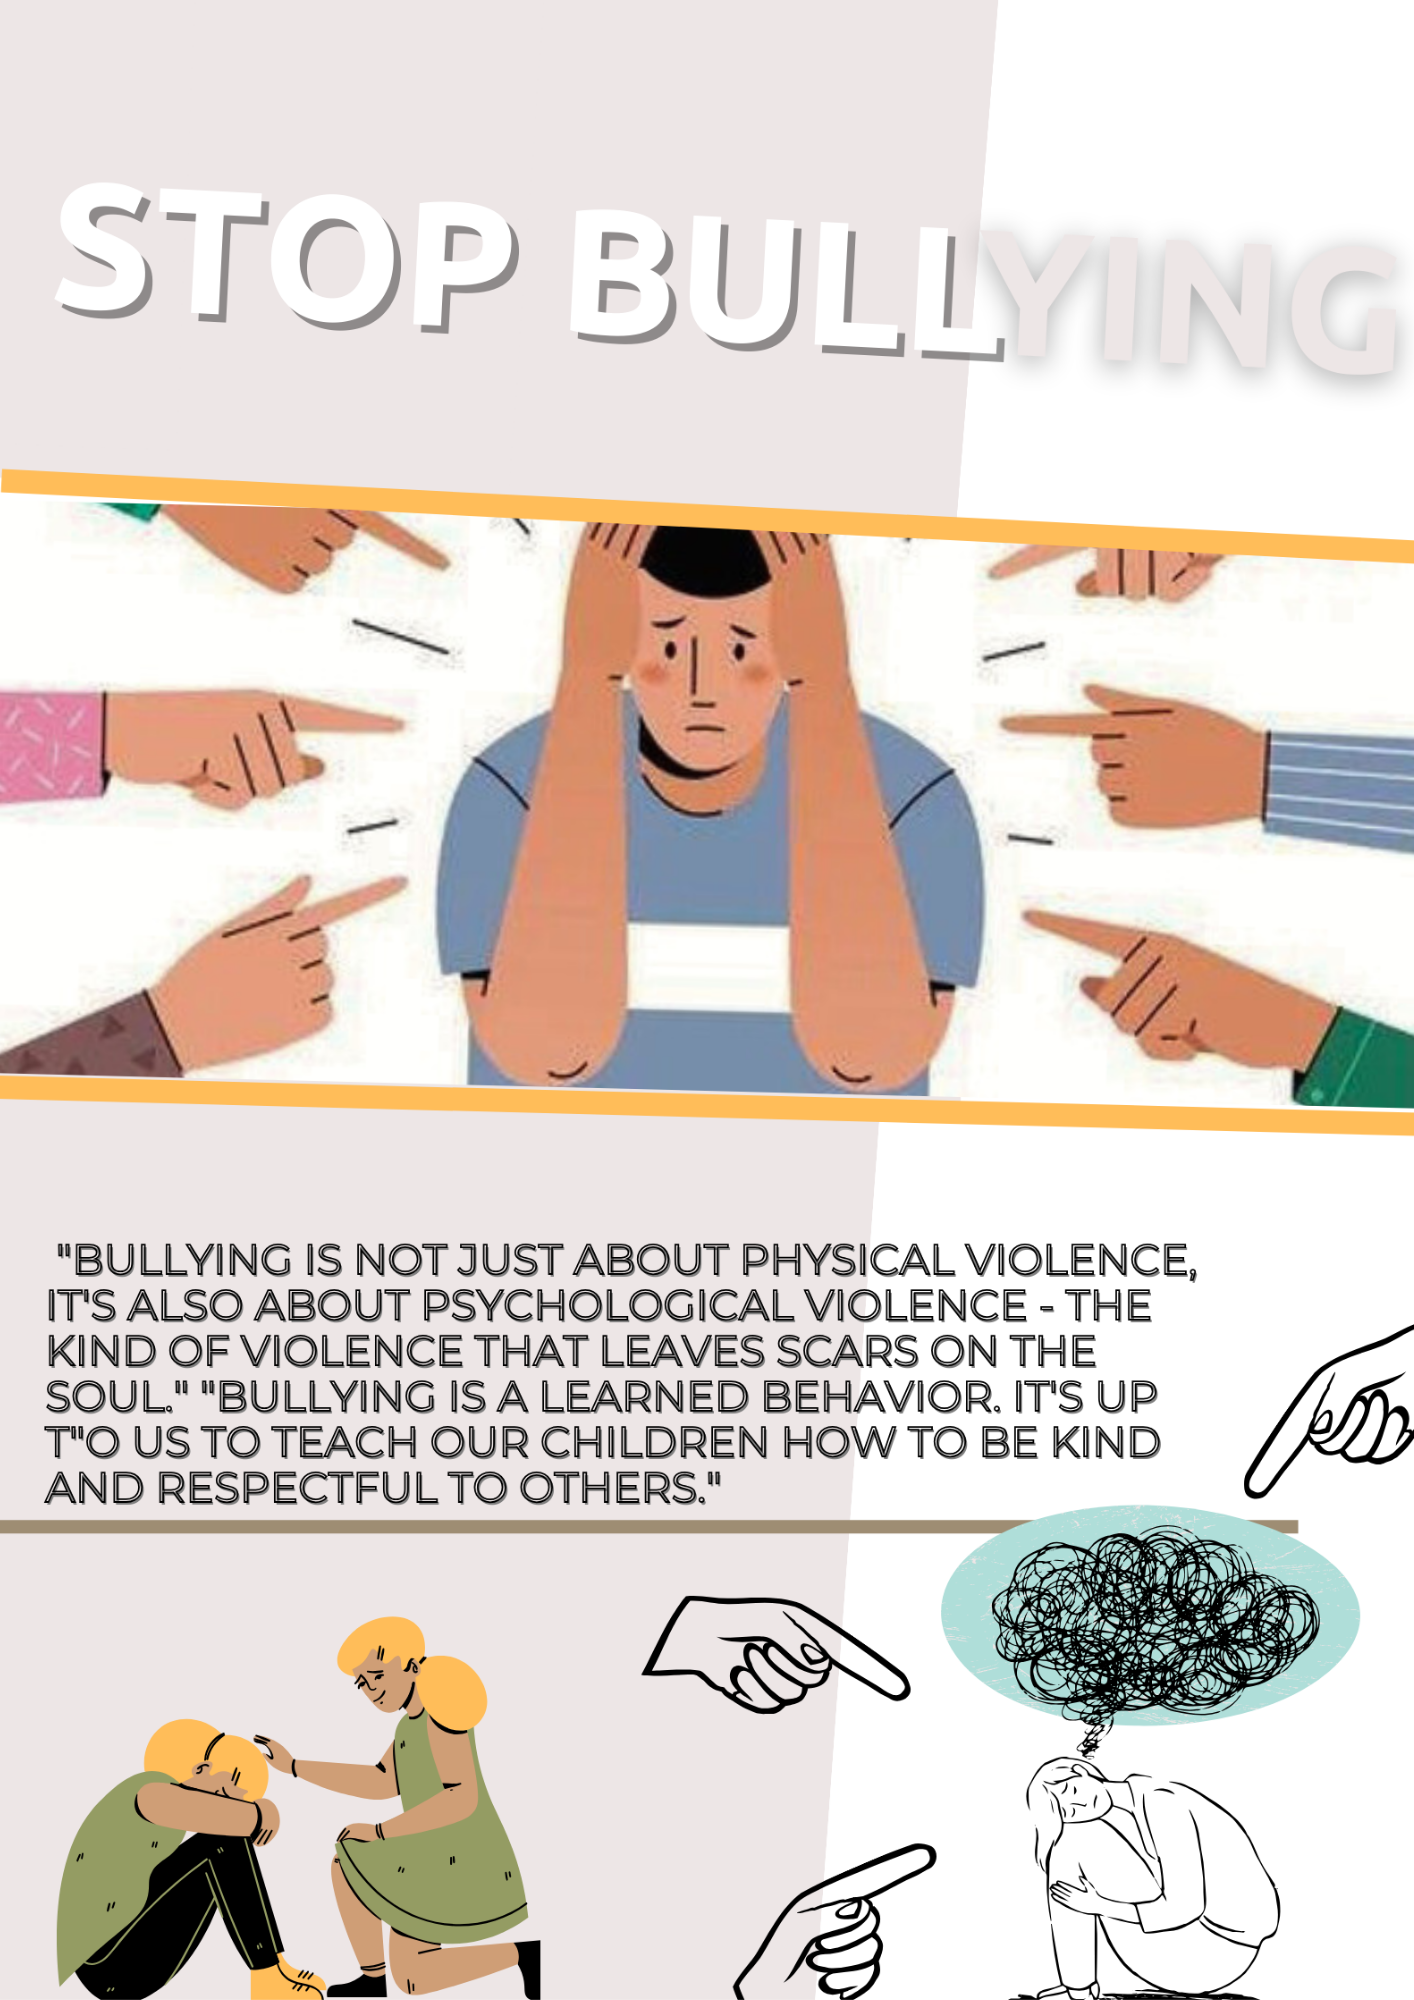 STOP BULLYING
"BULLYING IS NOT JUST ABOUT PHYSICAL VIOLENCE,
IT'S ALSO ABOUT PSYCHOLOGICAL VIOLENCE - THE
KIND OF VIOLENCE THAT LEAVES SCARS ON THE
SOUL." "BULLYING IS A LEARNED BEHAVIOR. IT'S UP
T"O US TO TEACH OUR CHILDREN HOW TO BE KIND
AND RESPECTFUL TO OTHERS."